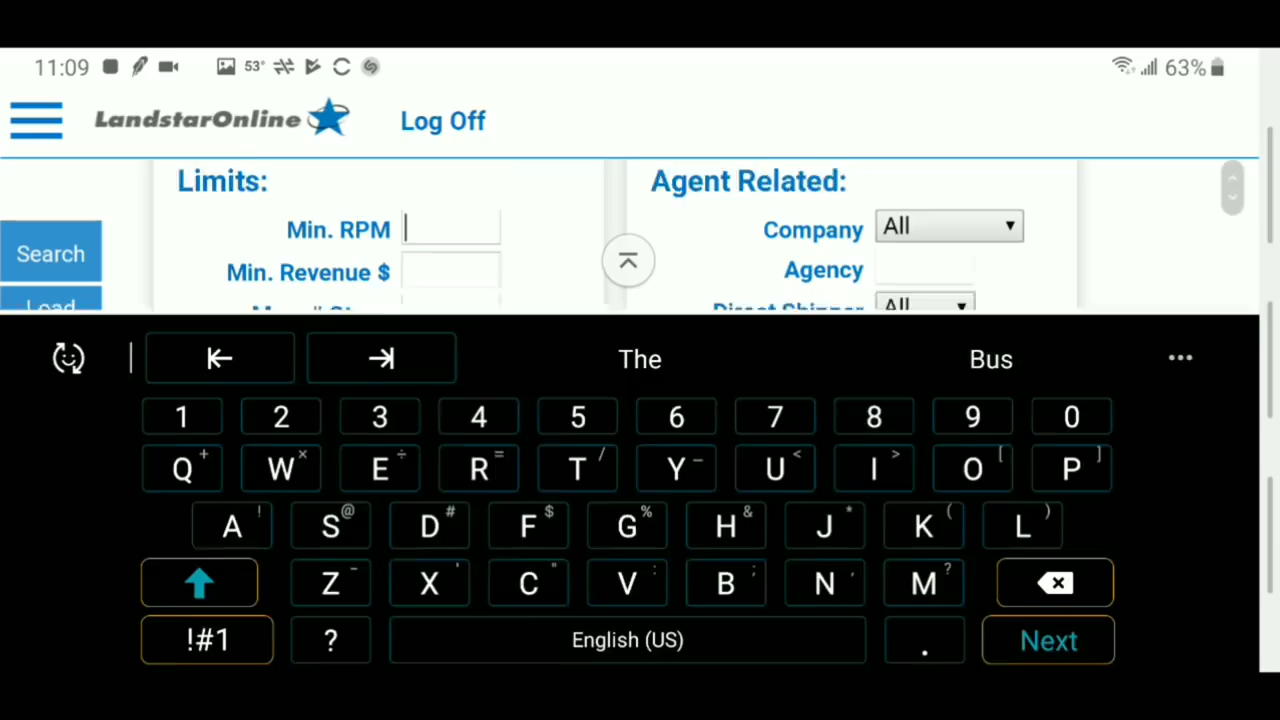 11:09 53° 63%
LandstarOnline Log Off
Limits: Agent Related:
Min. RPM Company All
Search
Min. Revenue $ Agency
Load All
The Bus ...
1 2 3 4 5 6 7 8 9 0
Q + W × E ÷ R = T / Y _ U < I > O [ P ]
A ! S @ D # F $ G % H & J * K ( L )
Z - X ' C " V : B ; N , M ?
!#1 ? English (US) . Next